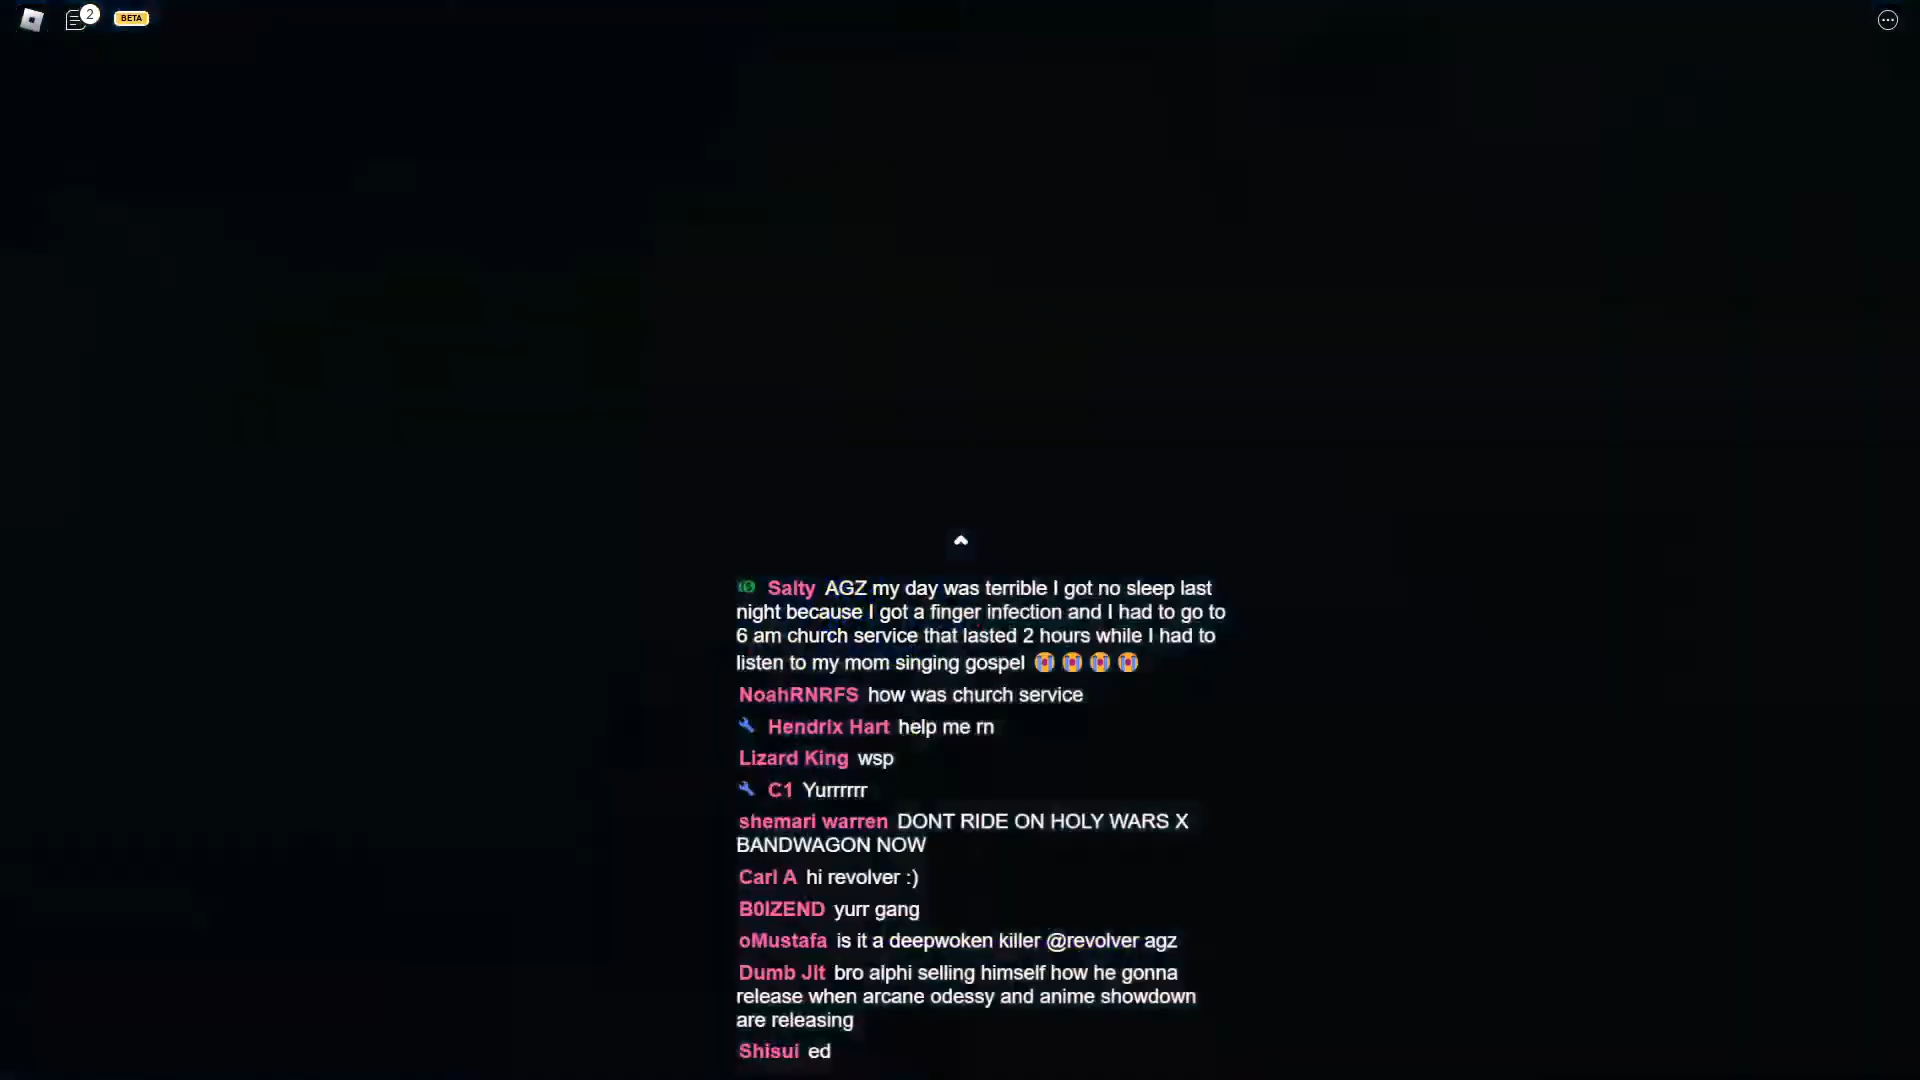 2
BETA
Salty AGZ my day was terrible I got no sleep last
night because I got a finger infection and I had to go to
6 am church service that lasted 2 hours while I had to
listen to my mom singing gospel 😭 😭 😭 😭
NoahRNRFS how was church service
Hendrix Hart help me rn
Lizard King wsp
C1 Yurrrrrr
shemari warren DONT RIDE ON HOLY WARS X
BANDWAGON NOW
Carl A hi revolver :)
B0IZEND yurr gang
oMustafa is it a deepwoken killer @revolver agz
Dumb Jit bro alphi selling himself how he gonna
release when arcane odessy and anime showdown
are releasing
Shisui ed